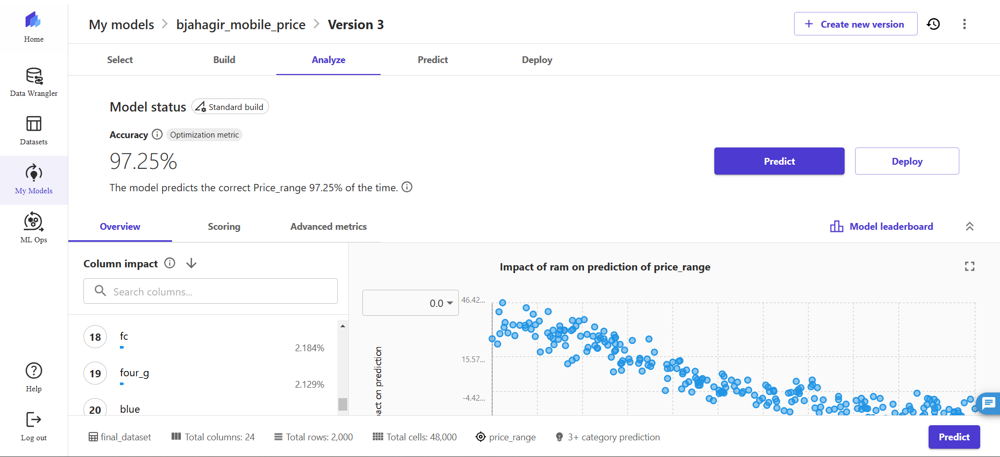 Home
Data Wrangler
Datasets
My Models
ML Ops
Help
Log out
My models > bjahagir_mobile_price > Version 3
+ Create new version
Select Build Analyze Predict Deploy
Model status Standard build
Accuracy Optimization metric
97.25%
The model predicts the correct Price_range 97.25% of the time.
Predict Deploy
Overview Scoring Advanced metrics
Model leaderboard
Column impact
Search columns...
18 fc
2.184%
19 four_g
2.129%
20 blue
Impact of ram on prediction of price_range
0.0
46.42...
15.57...
-4.42...
act on prediction
final_dataset Total columns: 24 Total rows: 2,000 Total cells: 48,000 price_range 3+ category prediction
Predict